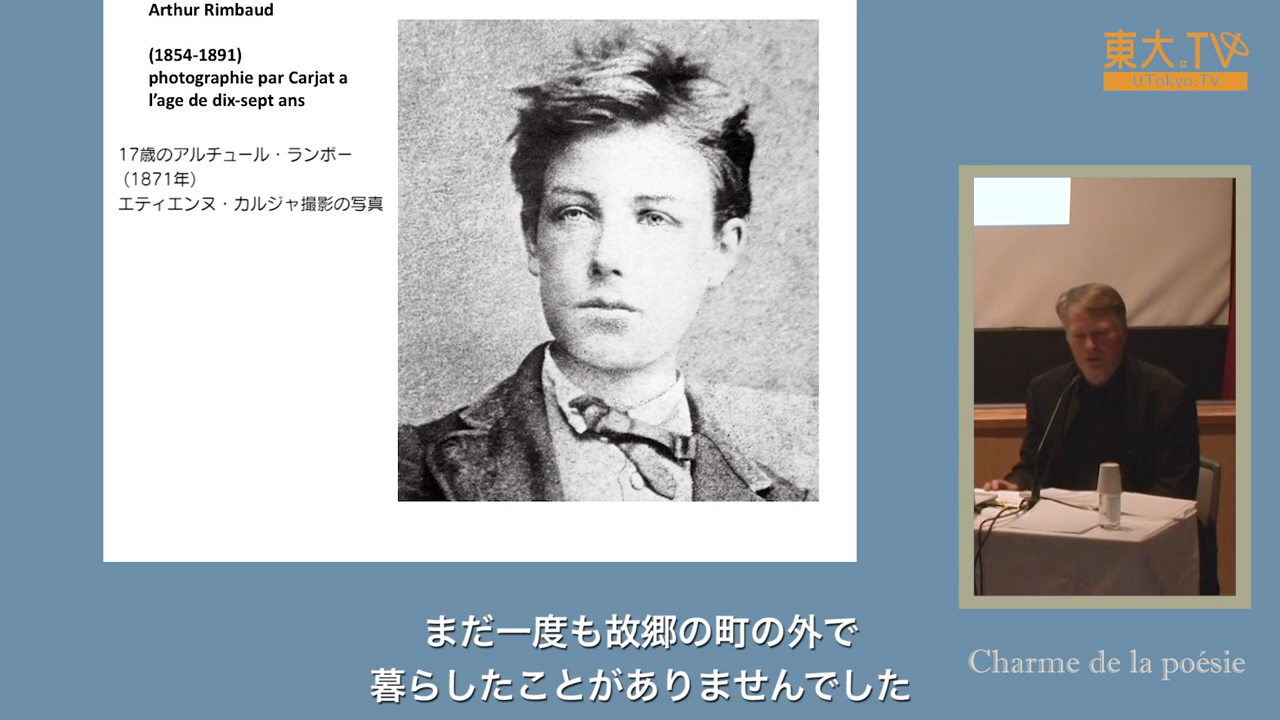 Arthur Rimbaud
(1854-1891)
photographie par Carjat a
l’age de dix-sept ans
17歳のアルチュール・ランボー
（1871年）
エティエンヌ・カルジャ撮影の写真
東大.TV
UTokyo.TV
Charme de la poésie
まだ一度も故郷の町の外で
暮らしたことがありませんでした